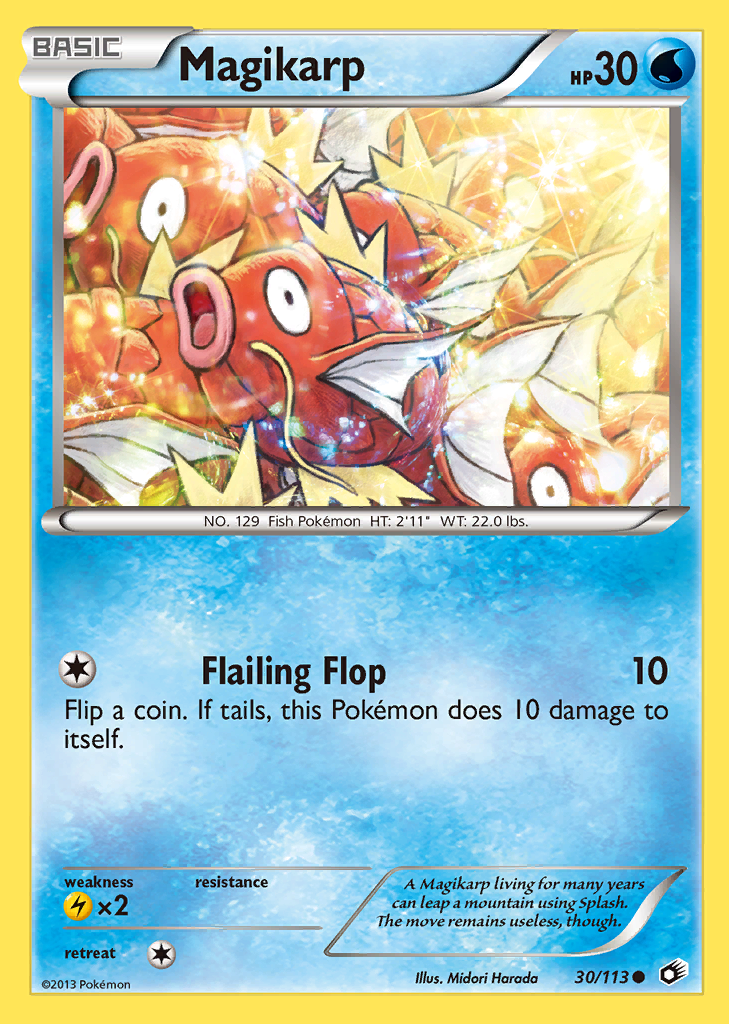 BASIC
Magikarp
HP30
NO. 129 Fish Pokémon HT: 2'11" WT: 22.0 lbs.
Flailing Flop 10
Flip a coin. If tails, this Pokémon does 10 damage to
itself.
weakness resistance
×2
A Magikarp living for many years
can leap a mountain using Splash.
The move remains useless, though.
retreat
©2013 Pokémon
Illus. Midori Harada
30/113